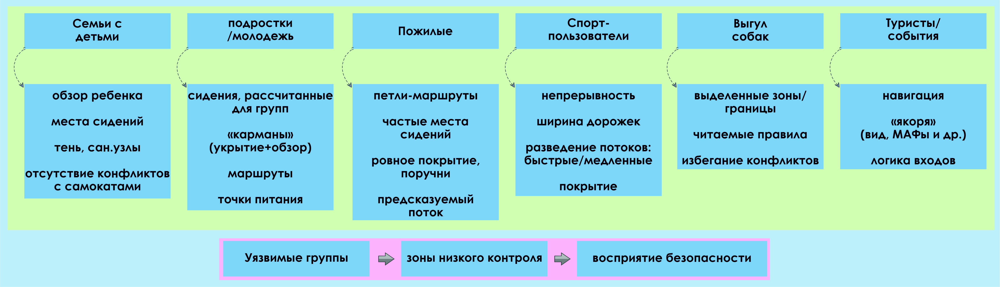 Семьи с
детьми
подростки
/молодежь
Пожилые
Спорт-
пользователи
Выгул
собак
Туристы/
события
обзор ребенка
места сидений
тень, сан.узлы
отсутствие конфликтов
с самокатами
сидения, рассчитанные
для групп
«карманы»
(укрытие+обзор)
маршруты
точки питания
петли-маршруты
частые места
сидений
ровное покрытие,
поручни
предсказуемый
поток
непрерывность
ширина дорожек
разведение потоков:
быстрые/медленные
покрытие
выделенные зоны/
границы
читаемые правила
избегание конфликтов
навигация
«якоря»
(вид, МАФы и др.)
логика входов
Уязвимые группы
зоны низкого контроля
восприятие безопасности